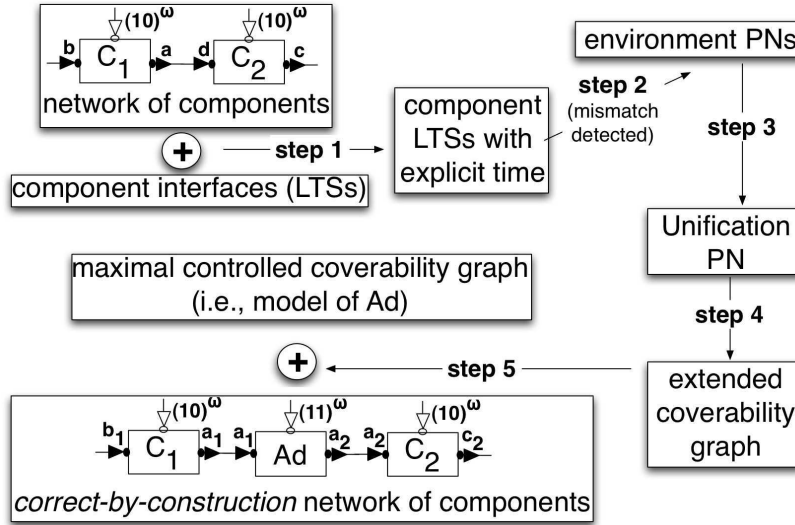 (10)ω (10)ω
b C1 a d C2 c
network of components
+
component interfaces (LTSs)
step 1
component
LTSs with
explicit time
step 2
(mismatch
detected)
environment PNs
step 3
Unification
PN
step 4
extended
coverability
graph
step 5
maximal controlled coverability graph
(i.e., model of Ad)
+
(10)ω (11)ω (10)ω
b1 C1 a1 a1 Ad a2 a2 C2 c2
correct-by-construction network of components